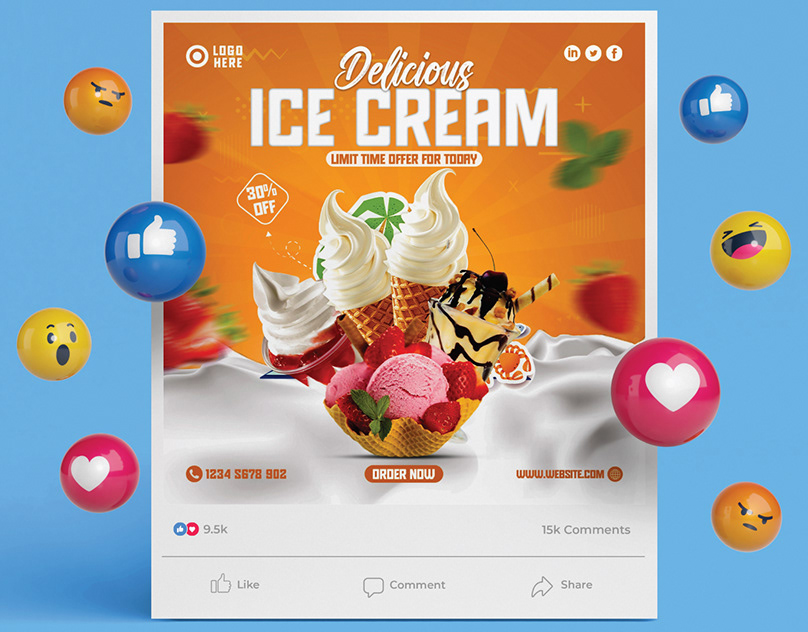 LOGO
HERE
in
f
Delicious
ICE CREAM
LIMIT TIME OFFER FOR TODAY
30%
OFF
1234 5678 902
ORDER NOW
WWW.WEBSITE.COM
9.5k
15k Comments
Like
Comment
Share